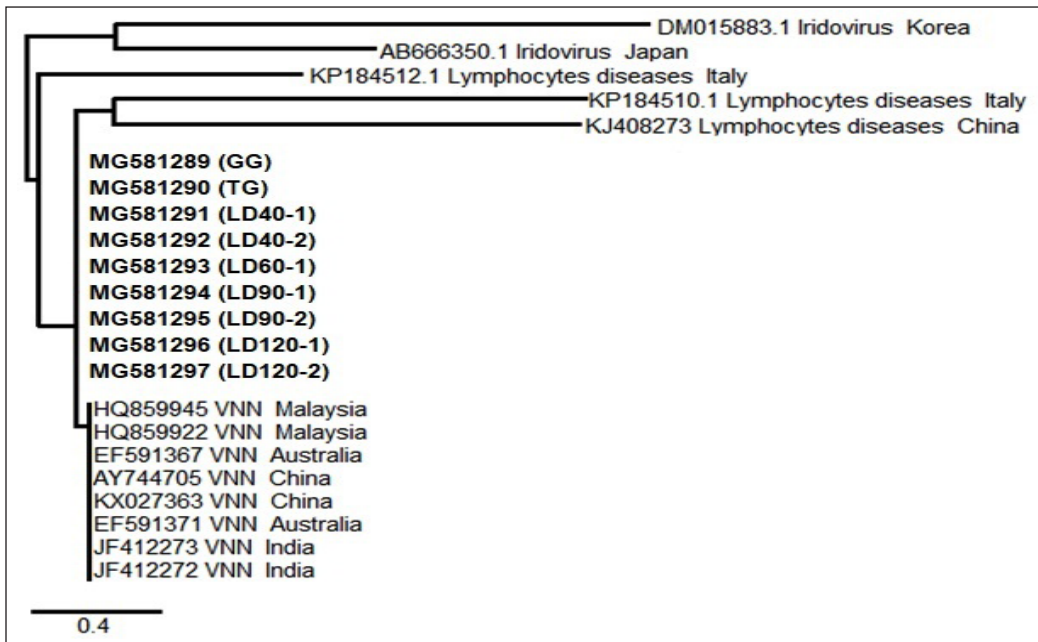 DM015883.1 Iridovirus Korea
AB666350.1 Iridovirus Japan
KP184512.1 Lymphocytes diseases Italy
KP184510.1 Lymphocytes diseases Italy
KJ408273 Lymphocytes diseases China
MG581289 (GG)
MG581290 (TG)
MG581291 (LD40-1)
MG581292 (LD40-2)
MG581293 (LD60-1)
MG581294 (LD90-1)
MG581295 (LD90-2)
MG581296 (LD120-1)
MG581297 (LD120-2)
HQ859945 VNN Malaysia
HQ859922 VNN Malaysia
EF591367 VNN Australia
AY744705 VNN China
KX027363 VNN China
EF591371 VNN Australia
JF412273 VNN India
JF412272 VNN India
0.4